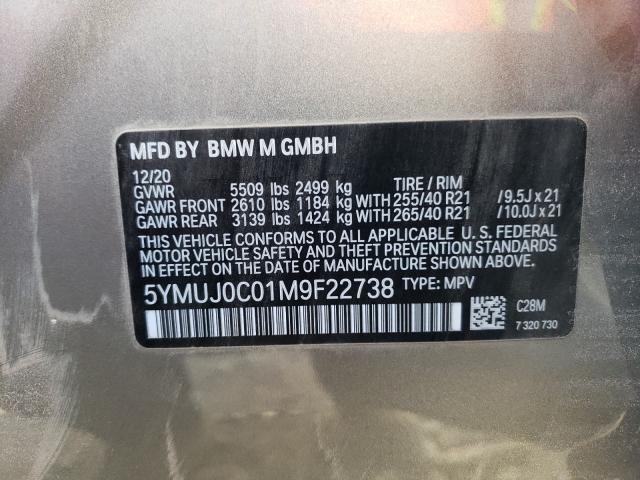 MFD BY BMW M GMBH
12/20 TIRE / RIM
GVWR 5509 lbs 2499 kg
GAWR FRONT 2610 lbs 1184 kg WITH 255/40 R21 / 9.5J x 21
GAWR REAR 3139 lbs 1424 kg WITH 265/40 R21 / 10.0J x 21
THIS VEHICLE CONFORMS TO ALL APPLICABLE U. S. FEDERAL
MOTOR VEHICLE SAFETY AND THEFT PREVENTION STANDARDS
IN EFFECT ON THE DATE OF MANUFACTURE SHOWN ABOVE.
5YMUJ0C01M9F22738 TYPE: MPV
C28M
7 320 730